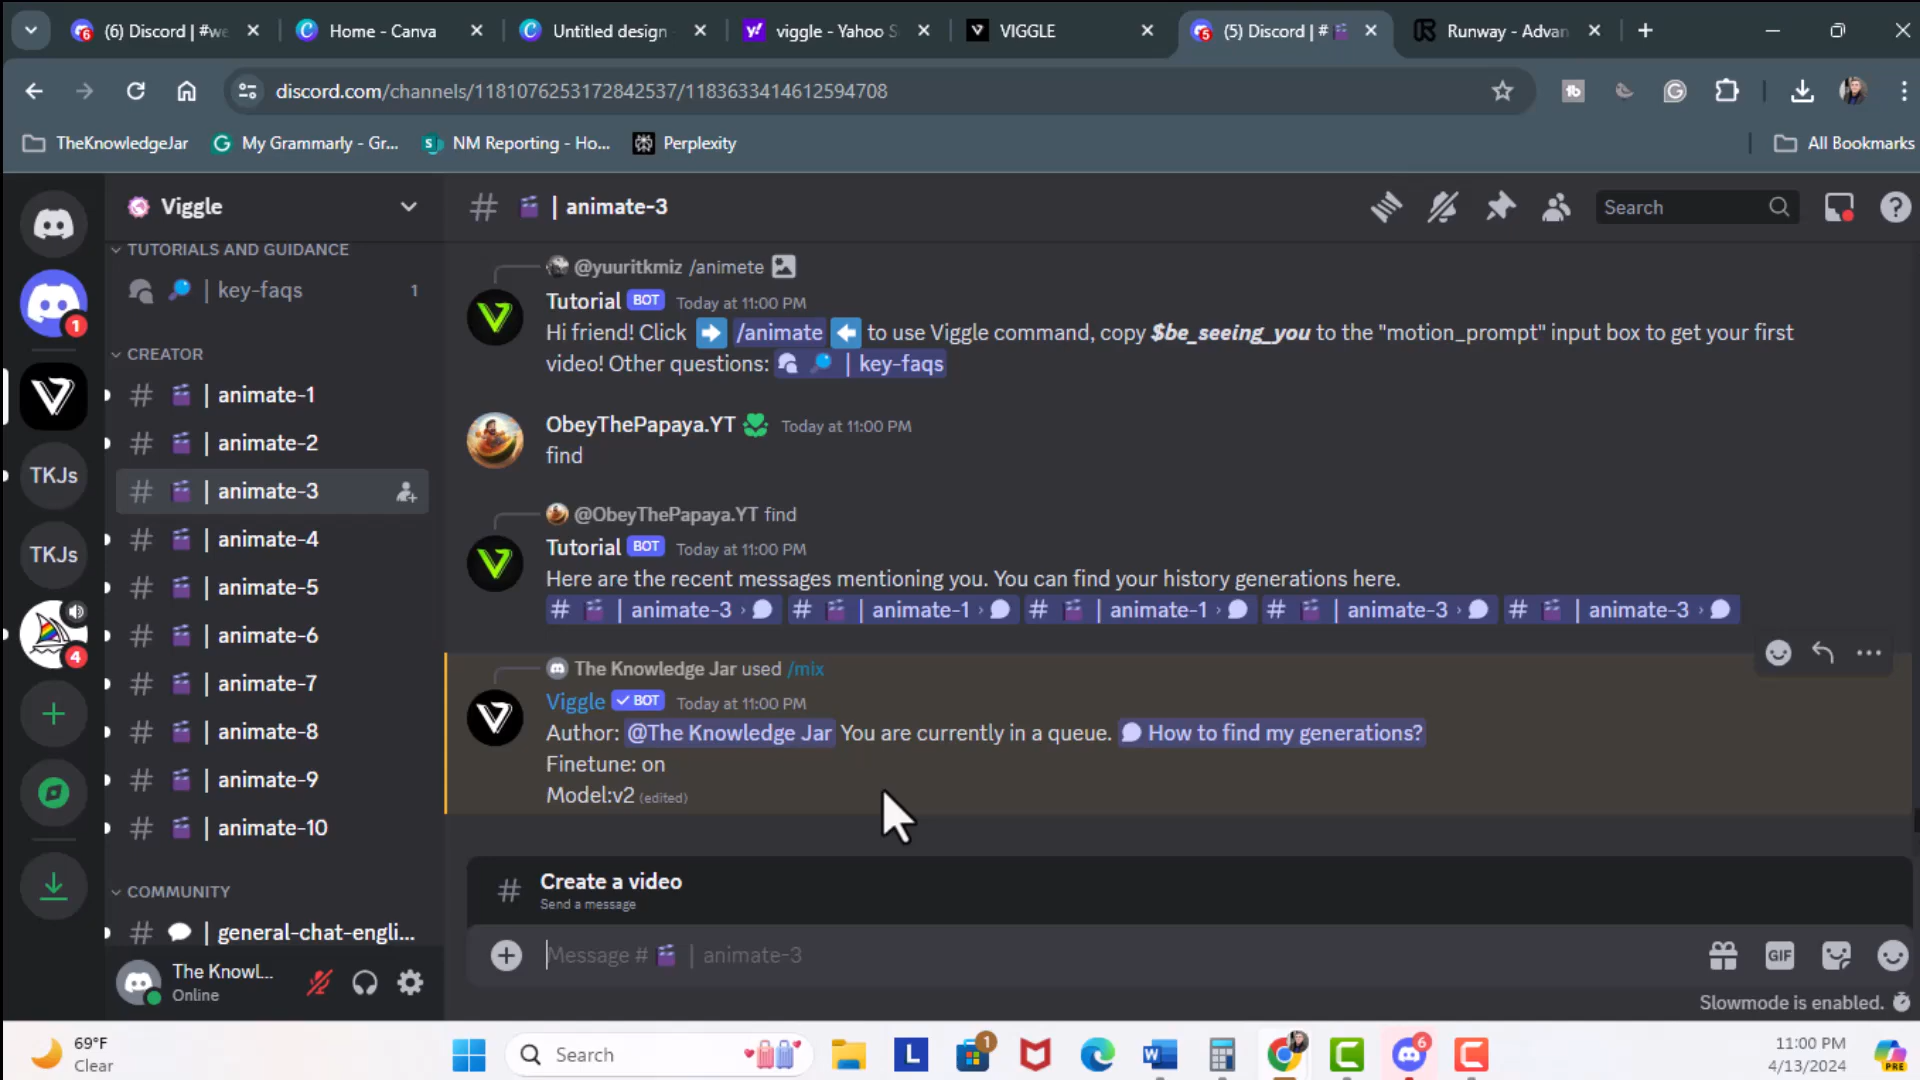 (6) Discord | #we
Home - Canva
Untitled design
viggle - Yahoo S
VIGGLE
(5) Discord | #
Runway - Advan
discord.com/channels/1181076253172842537/1183633414612594708
TheKnowledgeJar
My Grammarly - Gr...
NM Reporting - Ho...
Perplexity
All Bookmarks
Viggle
# | animate-3
Search
TUTORIALS AND GUIDANCE
| key-faqs 1
CREATOR
# | animate-1
# | animate-2
# | animate-3
# | animate-4
# | animate-5
# | animate-6
# | animate-7
# | animate-8
# | animate-9
# | animate-10
COMMUNITY
# | general-chat-engli...
1
TKJs
TKJs
4
The Knowl...
Online
@yuuritkmiz /animete
Tutorial BOT Today at 11:00 PM
Hi friend! Click /animate to use Viggle command, copy $be_seeing_you to the "motion_prompt" input box to get your first
video! Other questions: | key-faqs
ObeyThePapaya.YT Today at 11:00 PM
find
@ObeyThePapaya.YT find
Tutorial BOT Today at 11:00 PM
Here are the recent messages mentioning you. You can find your history generations here.
# | animate-3 › # | animate-1 › # | animate-1 › # | animate-3 › # | animate-3 ›
The Knowledge Jar used /mix
Viggle ✓ BOT Today at 11:00 PM
Author: @The Knowledge Jar You are currently in a queue. How to find my generations?
Finetune: on
Model:v2 (edited)
# Create a video
Send a message
Message # | animate-3
GIF
Slowmode is enabled.
69°F
Clear
Search
L
1
W
6
11:00 PM
4/13/2024
PRE